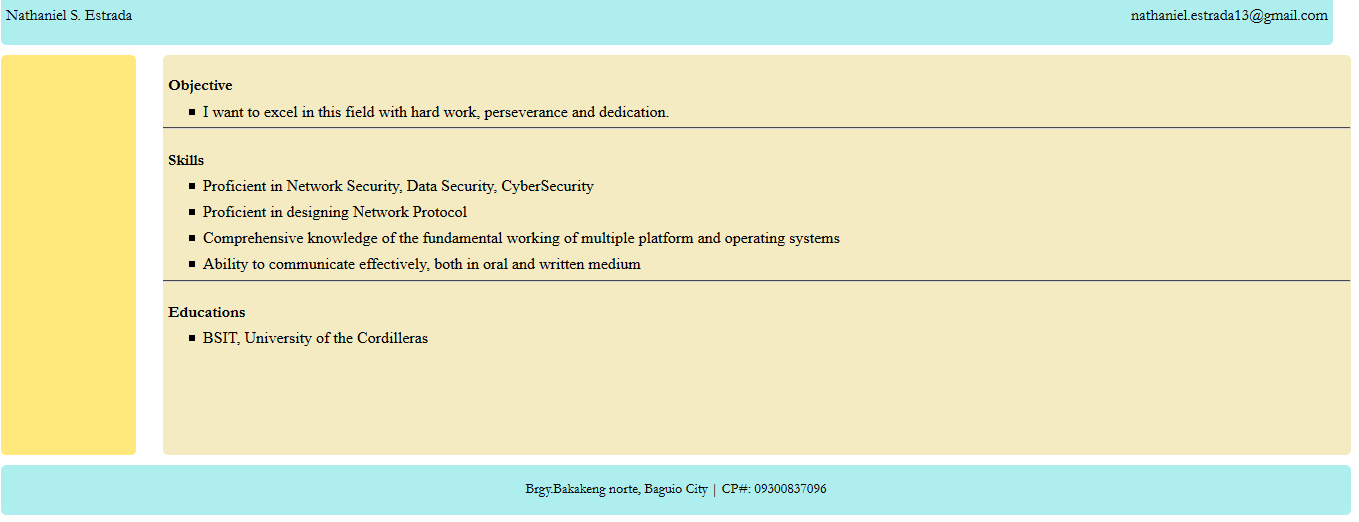 Nathaniel S. Estrada nathaniel.estrada13@gmail.com
Objective
I want to excel in this field with hard work, perseverance and dedication.
Skills
Proficient in Network Security, Data Security, CyberSecurity
Proficient in designing Network Protocol
Comprehensive knowledge of the fundamental working of multiple platform and operating systems
Ability to communicate effectively, both in oral and written medium
Educations
BSIT, University of the Cordilleras
Brgy.Bakakeng norte, Baguio City | CP#: 09300837096